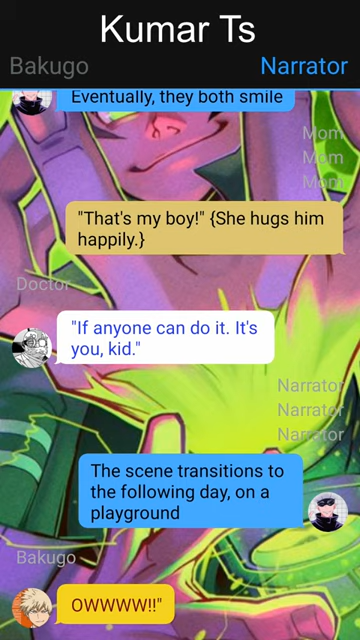 Kumar Ts
Bakugo
Narrator
Eventually, they both smile
Mom
Mom
Mom
"That's my boy!" {She hugs him
happily.}
Doctor
"If anyone can do it. It's
you, kid."
Narrator
Narrator
Narrator
The scene transitions to
the following day, on a
playground
Bakugo
OWWWW!!"